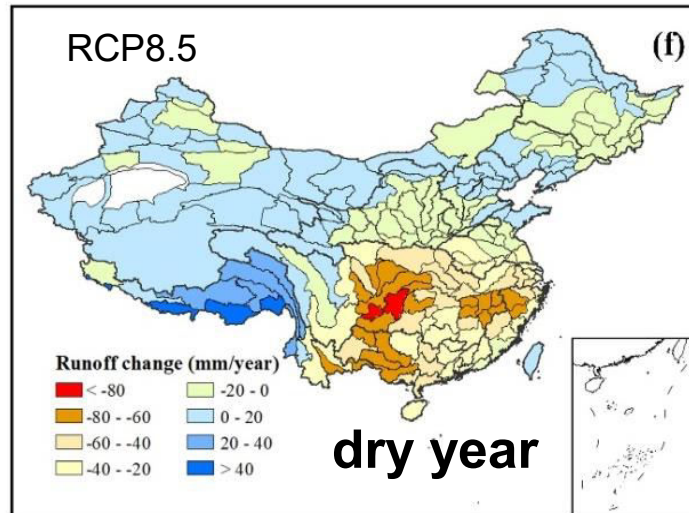 RCP8.5
(f)
Runoff change (mm/year)
< -80
-20 - 0
-80 - -60
0 - 20
-60 - -40
20 - 40
-40 - -20
> 40
dry year